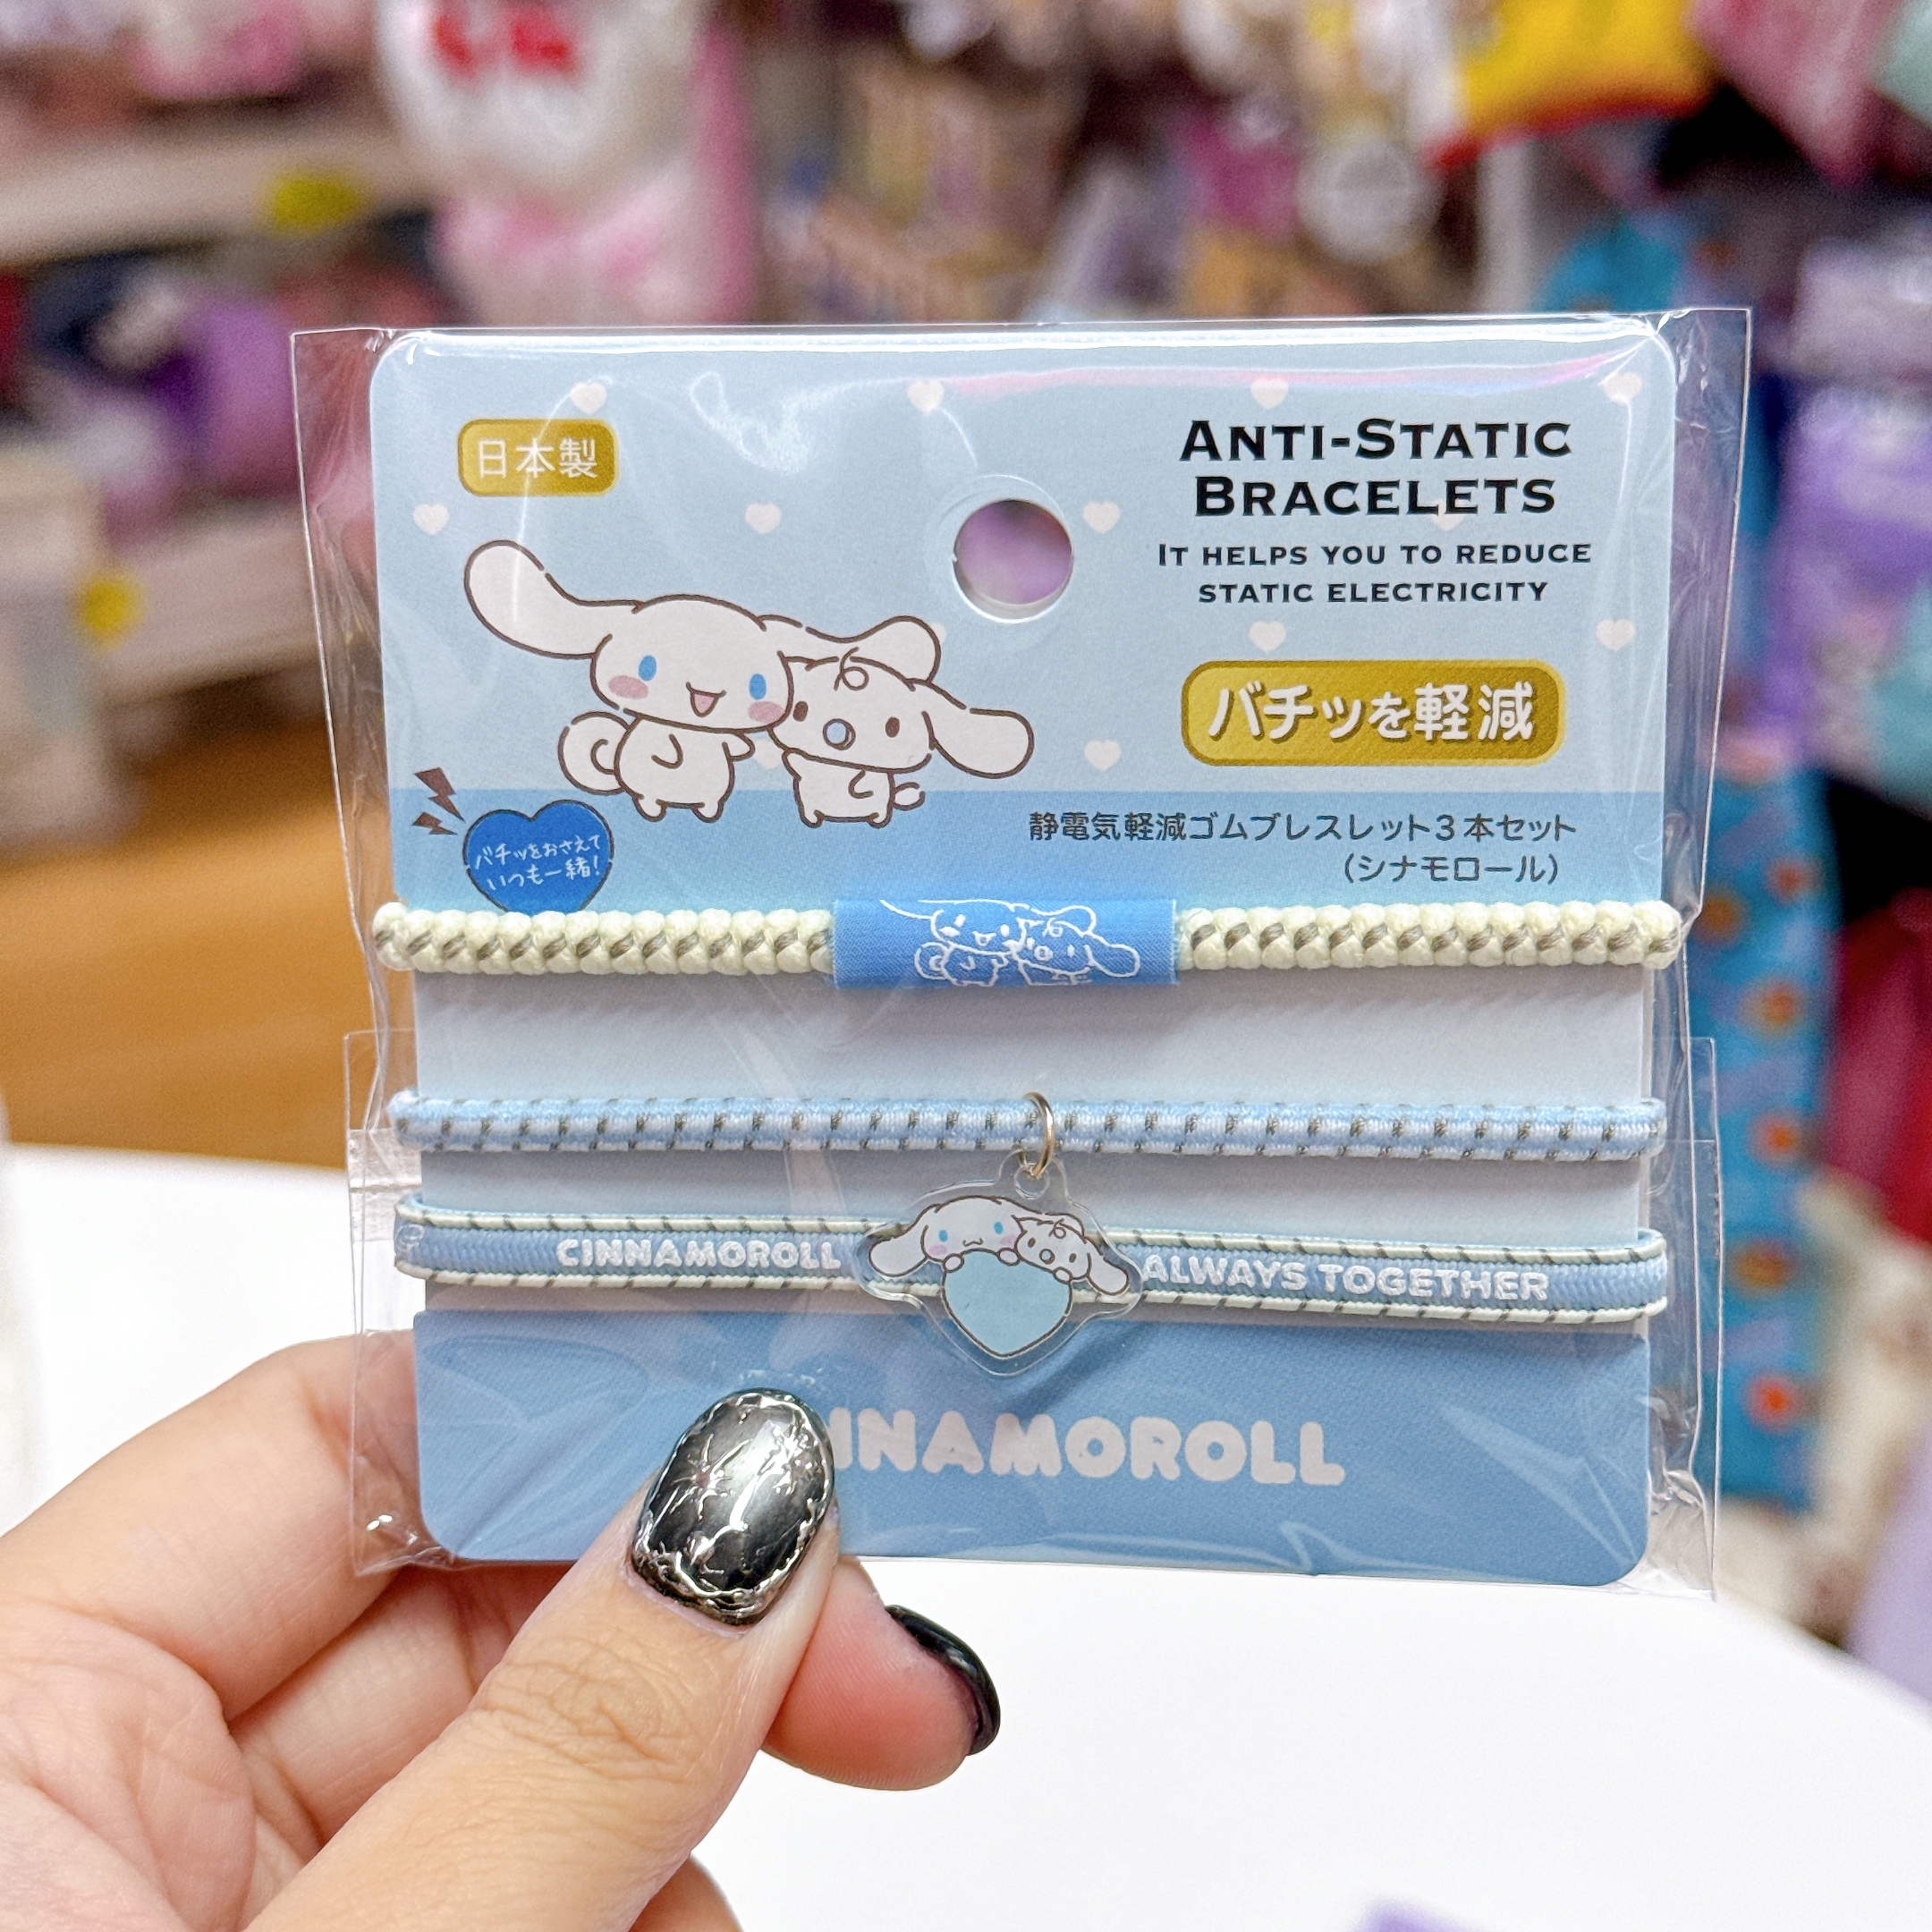 日本製
ANTI-STATIC
BRACELETS
IT HELPS YOU TO REDUCE
STATIC ELECTRICITY
バチッを軽減
静電気軽減ゴムブレスレット3本セット
(シナモロール)
バチッをおさえて
いつも一緒!
CINNAMOROLL ALWAYS TOGETHER
INNAMOROLL